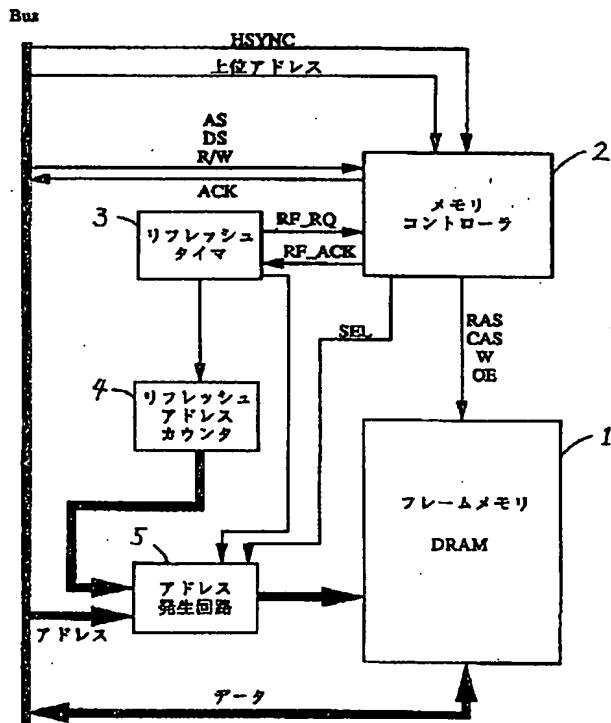 Bus
HSYNC
上位アドレス
AS
DS
R/W
ACK
2
メモリ
コントローラ
3
リフレッシュ
タイマ
RF_RQ
RF_ACK
SEL
RAS
CAS
W
OE
4
リフレッシュ
アドレス
カウンタ
1
フレームメモリ
DRAM
5
アドレス
発生回路
アドレス
データ